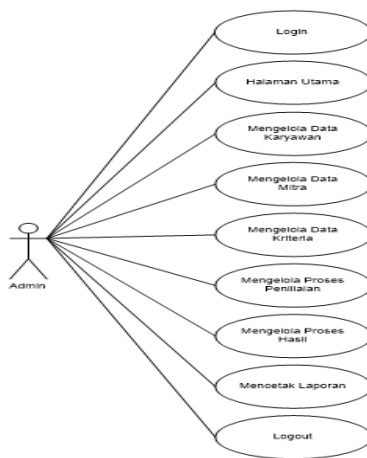 Login
Halaman Utama
Mengelola Data
Karyawan
Mengelola Data
Mitra
Mengelola Data
Kriteria
Mengelola Proses
Penilaian
Mengelola Proses
Hasil
Mencetak Laporan
Logout
Admin